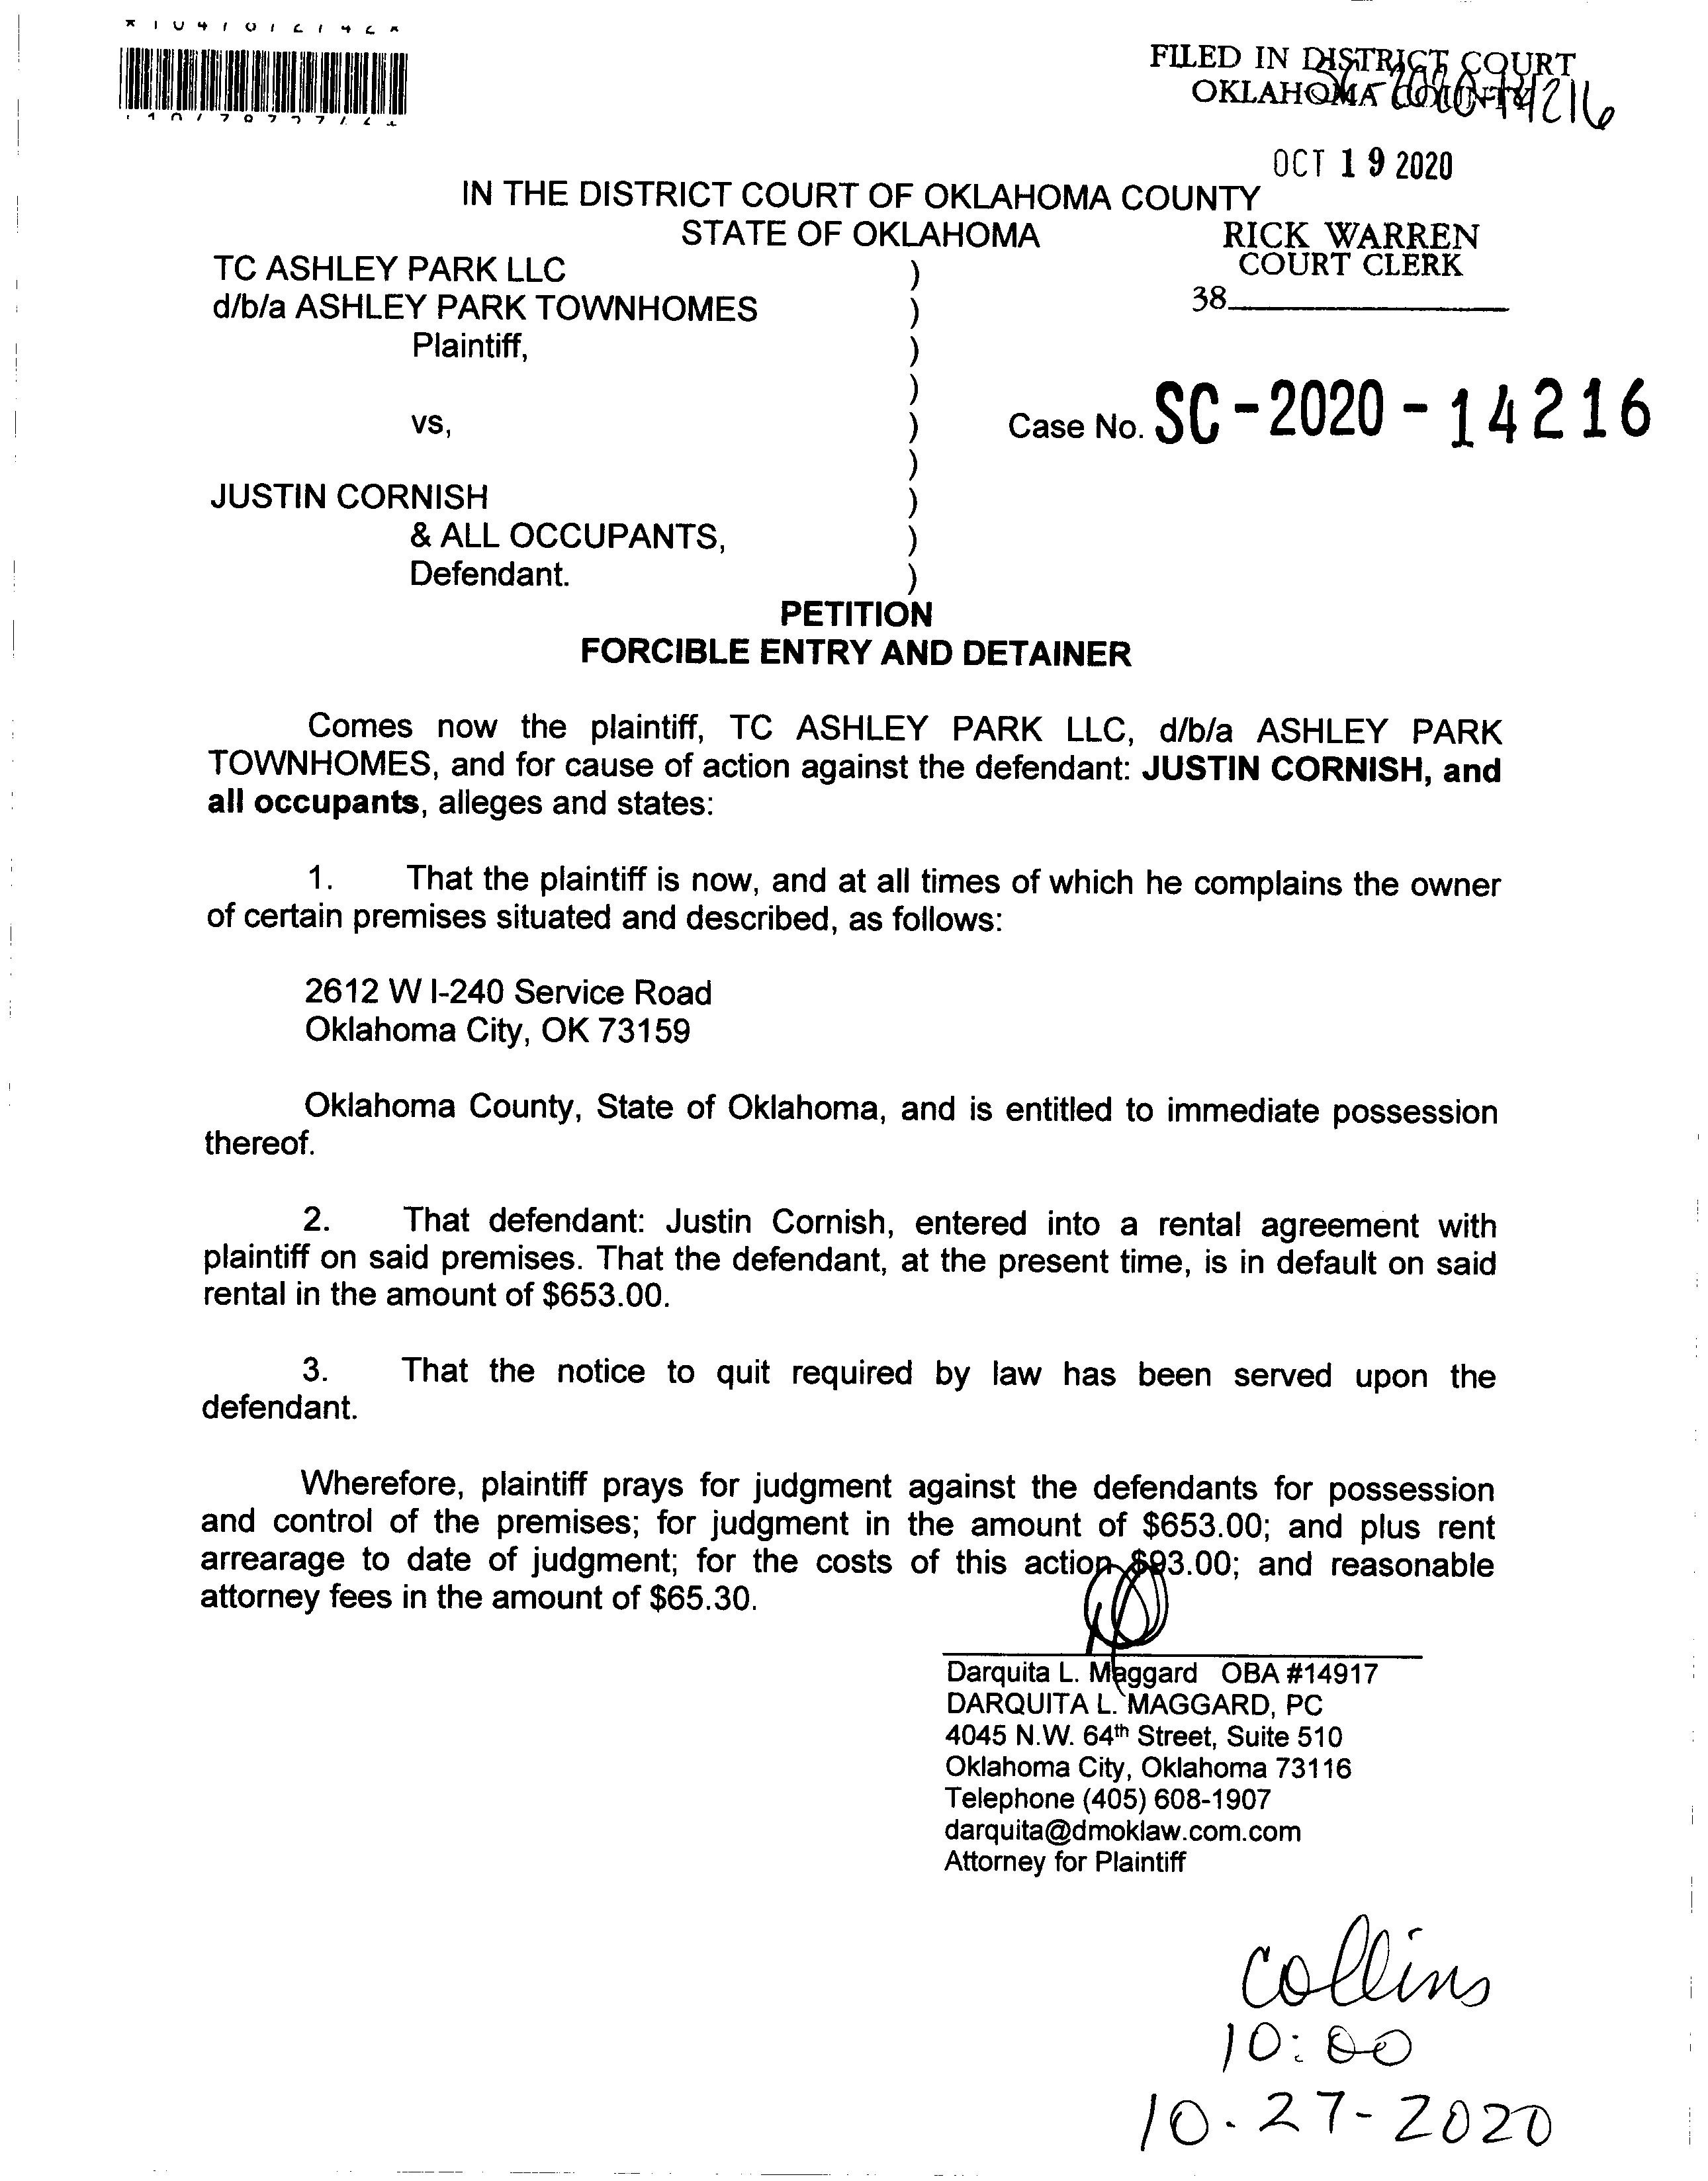 FILED IN DISTRICT COURT
OKLAHOMA COUNTY
SC-2020-14216
OCT 19 2020
IN THE DISTRICT COURT OF OKLAHOMA COUNTY
STATE OF OKLAHOMA
RICK WARREN
COURT CLERK
38
TC ASHLEY PARK LLC )
d/b/a ASHLEY PARK TOWNHOMES )
Plaintiff, )
)
vs, ) Case No. SC-2020-14216
)
JUSTIN CORNISH )
& ALL OCCUPANTS, )
Defendant. )
PETITION
FORCIBLE ENTRY AND DETAINER
Comes now the plaintiff, TC ASHLEY PARK LLC, d/b/a ASHLEY PARK
TOWNHOMES, and for cause of action against the defendant: JUSTIN CORNISH, and
all occupants, alleges and states:
1. That the plaintiff is now, and at all times of which he complains the owner
of certain premises situated and described, as follows:
2612 W I-240 Service Road
Oklahoma City, OK 73159
Oklahoma County, State of Oklahoma, and is entitled to immediate possession
thereof.
2. That defendant: Justin Cornish, entered into a rental agreement with
plaintiff on said premises. That the defendant, at the present time, is in default on said
rental in the amount of $653.00.
3. That the notice to quit required by law has been served upon the
defendant.
Wherefore, plaintiff prays for judgment against the defendants for possession
and control of the premises; for judgment in the amount of $653.00; and plus rent
arrearage to date of judgment; for the costs of this action $93.00; and reasonable
attorney fees in the amount of $65.30.
Darquita L. Maggard OBA #14917
DARQUITA L. MAGGARD, PC
4045 N.W. 64th Street, Suite 510
Oklahoma City, Oklahoma 73116
Telephone (405) 608-1907
darquita@dmoklaw.com.com
Attorney for Plaintiff
Collins
10:00
10-27-2020